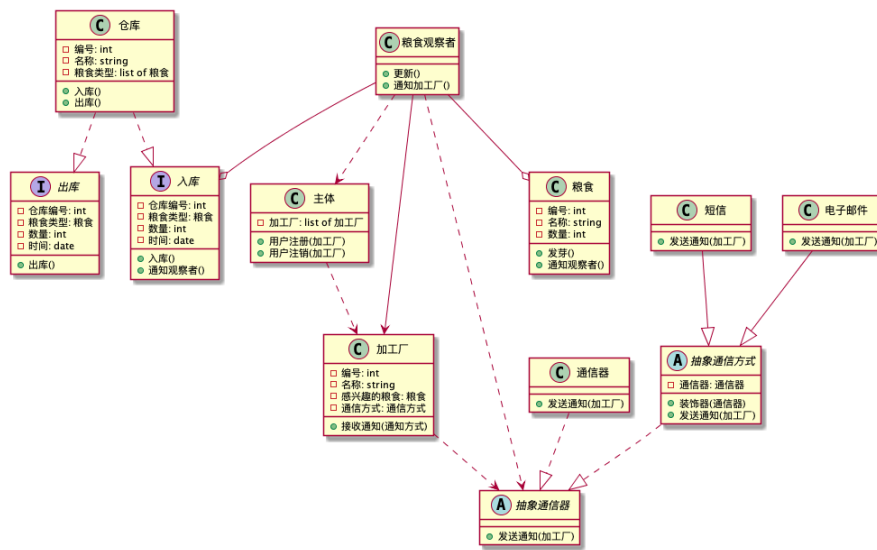 C 仓库
编号: int
名称: string
粮食类型: list of 粮食
入库()
出库()
C 粮食观察者
更新()
通知加工厂()
I 出库
仓库编号: int
粮食类型: 粮食
数量: int
时间: date
出库()
I 入库
仓库编号: int
粮食类型: 粮食
数量: int
时间: date
入库()
通知观察者()
C 主体
加工厂: list of 加工厂
用户注册(加工厂)
用户注销(加工厂)
C 粮食
编号: int
名称: string
数量: int
发芽()
通知观察者()
C 短信
发送通知(加工厂)
C 电子邮件
发送通知(加工厂)
C 加工厂
编号: int
名称: string
感兴趣的粮食: 粮食
通信方式: 通信方式
接收通知(通知方式)
C 通信器
发送通知(加工厂)
A 抽象通信方式
通信器: 通信器
装饰器(通信器)
发送通知(加工厂)
A 抽象通信器
发送通知(加工厂)